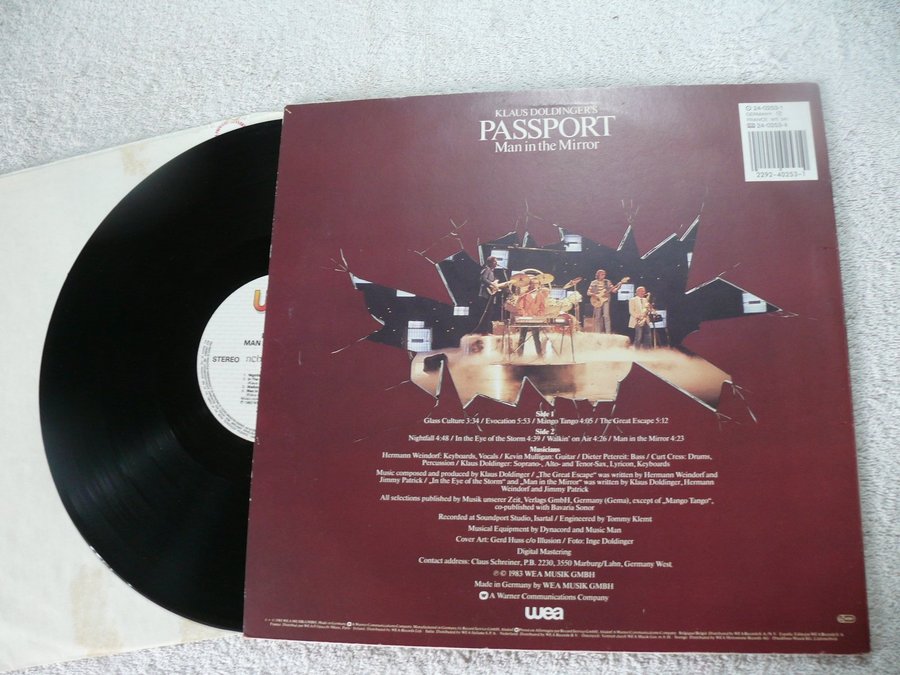 KLAUS DOLDINGER'S
PASSPORT
Man in the Mirror
24-0253-1
GERMANY
FRANCE
24-0253-4
2292-40253-1
MAN
STEREO
Side 1
Glass Culture 3:34 / Evocation 5:53 / Mango Tango 4:05 / The Great Escape 5:12
Side 2
Nightfall 4:48 / In the Eye of the Storm 4:39 / Walkin' on Air 4:26 / Man in the Mirror 4:23
Musicians
Hermann Weindorf: Keyboards, Vocals / Kevin Mulligan: Guitar / Dieter Petereit: Bass / Curt Cress: Drums,
Percussion / Klaus Doldinger: Soprano-, Alto- and Tenor-Sax, Lyricon, Keyboards
Music composed and produced by Klaus Doldinger / „The Great Escape" was written by Hermann Weindorf and
Jimmy Patrick / „In the Eye of the Storm" and „Man in the Mirror" was written by Klaus Doldinger, Hermann
Weindorf and Jimmy Patrick
All selections published by Musik unserer Zeit, Verlags GmbH, Germany (Gema), except of „Mango Tango",
co-published with Bavaria Sonor
Recorded at Soundport Studio, Isartal / Engineered by Tommy Klemt
Musical Equipment by Dynacord and Music Man
Cover Art: Gerd Huss c/o Illusion / Foto: Inge Doldinger
Digital Mastering
Contact address: Claus Schreiner, P.B. 2230, 3550 Marburg/Lahn, Germany West.
℗ © 1983 WEA MUSIK GMBH
Made in Germany by WEA MUSIK GMBH
A Warner Communications Company
wea